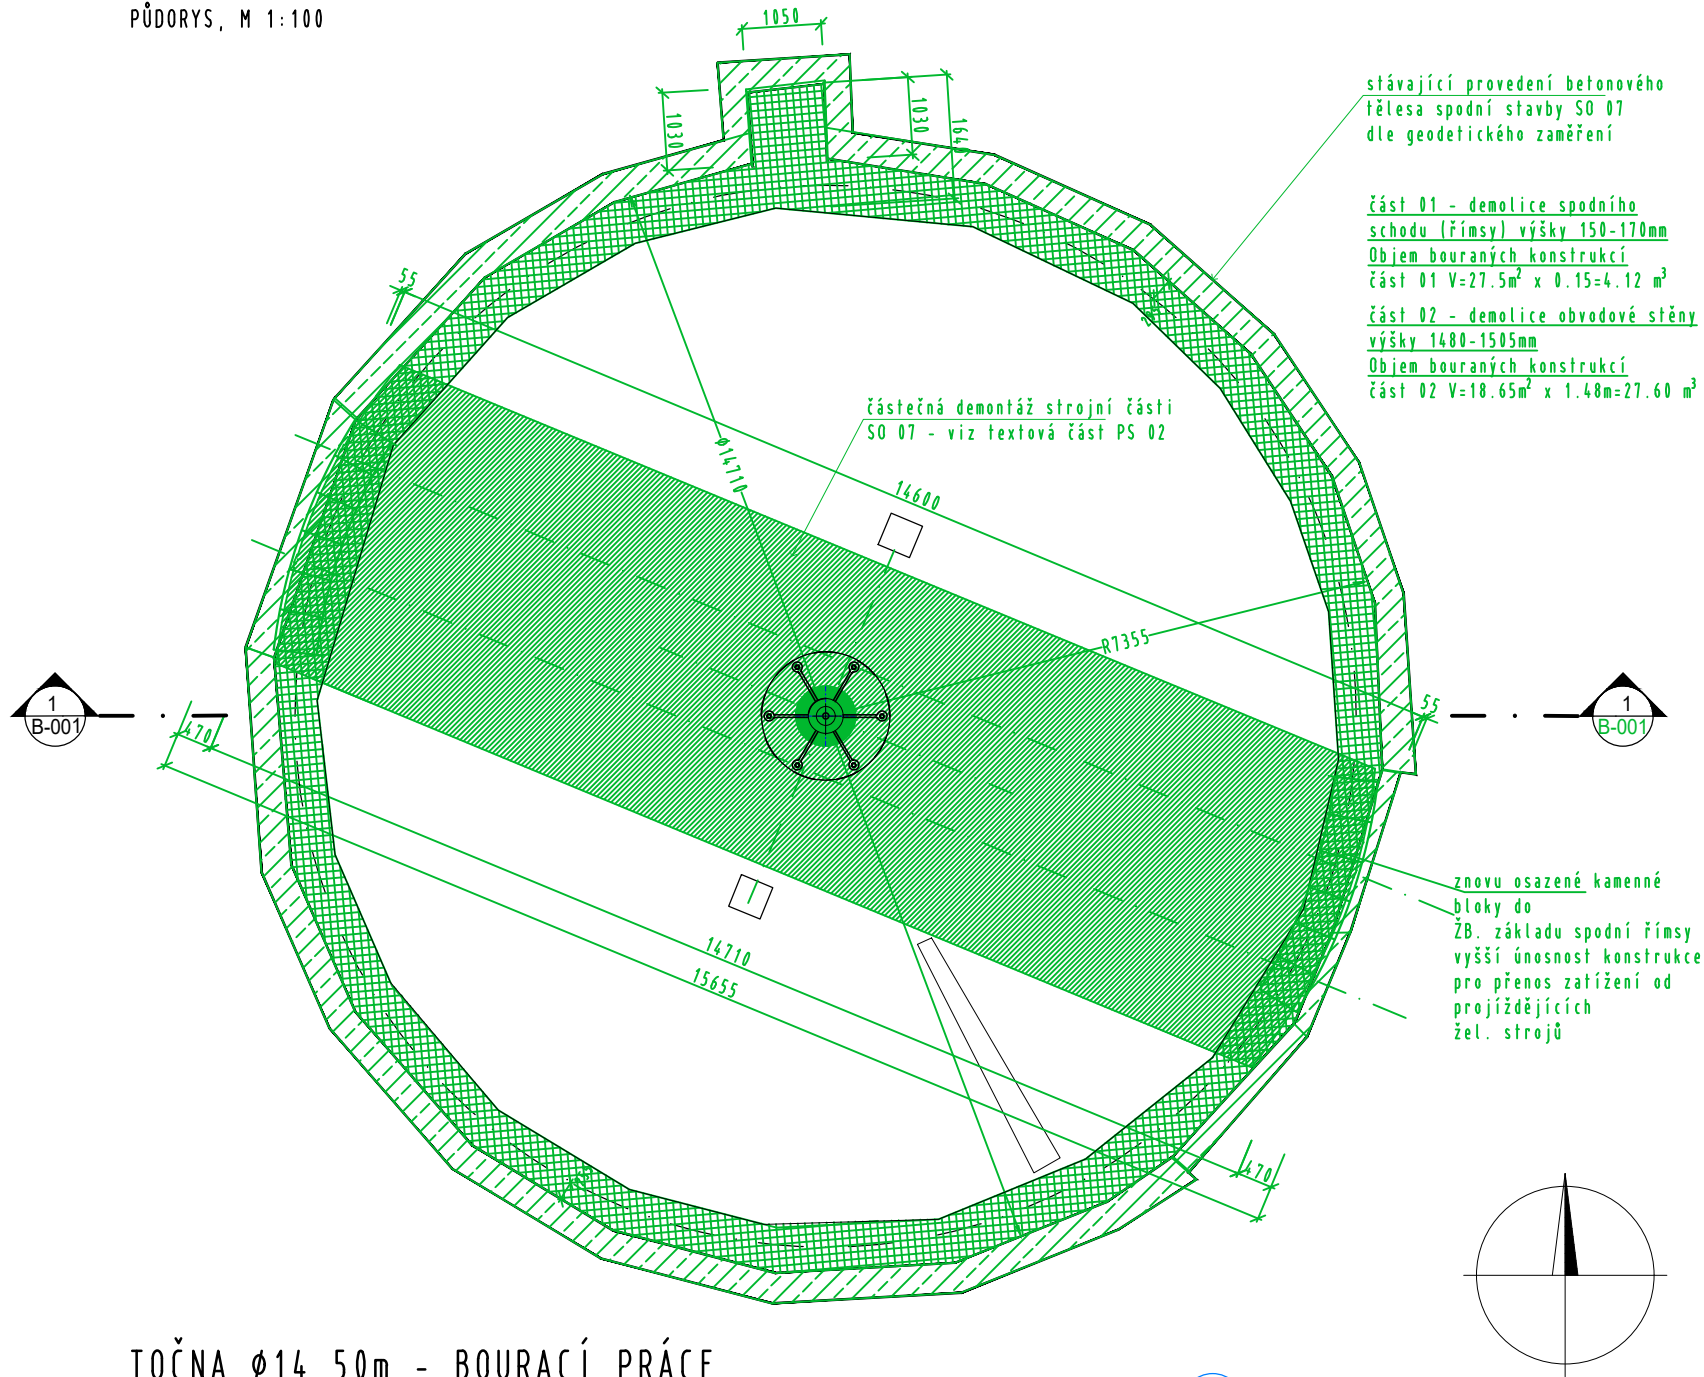 PŮDORYS, M 1:100
1050
1030
1030
1640
stávající provedení betonového
tělesa spodní stavby SO 07
dle geodetického zaměření
část 01 - demolice spodního
schodu (římsy) výšky 150-170mm
Objem bouraných konstrukcí
část 01 V=27.5m² x 0.15=4.12 m³
část 02 - demolice obvodové stěny
výšky 1480-1505mm
Objem bouraných konstrukcí
část 02 V=18.65m² x 1.48m=27.60 m³
55
částečná demontáž strojní části
SO 07 - viz textová část PS 02
ø14710
14600
R7355
1
B-001
1
B-001
55
470
14710
15655
470
znovu osazené kamenné
bloky do
ŽB. základu spodní římsy
vyšší únosnost konstrukce
pro přenos zatížení od
projíždějících
žel. strojů
TOČNA ø14,50m - BOURACÍ PRÁCE